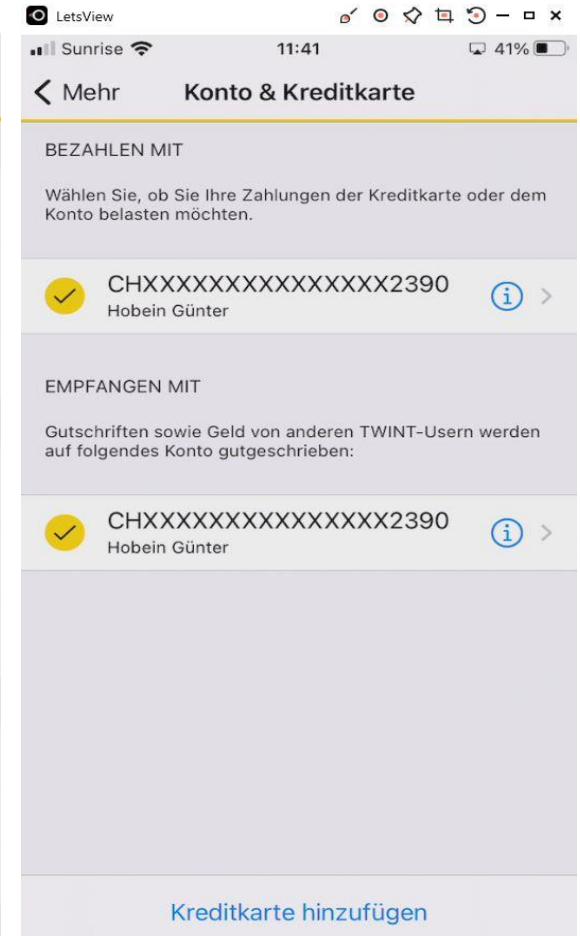 LetsView
Sunrise 11:41 41%
Mehr Konto & Kreditkarte
BEZAHLEN MIT
Wählen Sie, ob Sie Ihre Zahlungen der Kreditkarte oder dem
Konto belasten möchten.
CHXXXXXXXXXXXXXXX2390
Hobein Günter
EMPFANGEN MIT
Gutschriften sowie Geld von anderen TWINT-Usern werden
auf folgendes Konto gutgeschrieben:
CHXXXXXXXXXXXXXXX2390
Hobein Günter
Kreditkarte hinzufügen